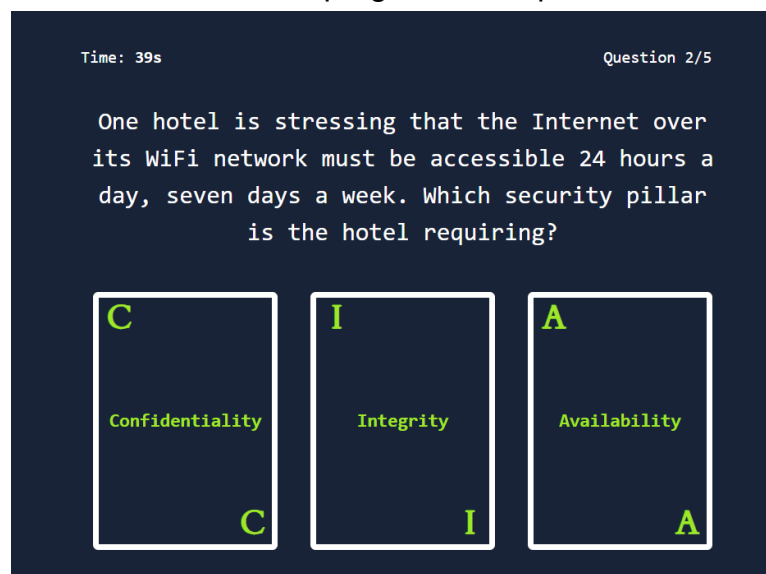 Time: 39s
Question 2/5
One hotel is stressing that the Internet over
its WiFi network must be accessible 24 hours a
day, seven days a week. Which security pillar
is the hotel requiring?
C
I
A
Confidentiality
Integrity
Availability
C
I
A